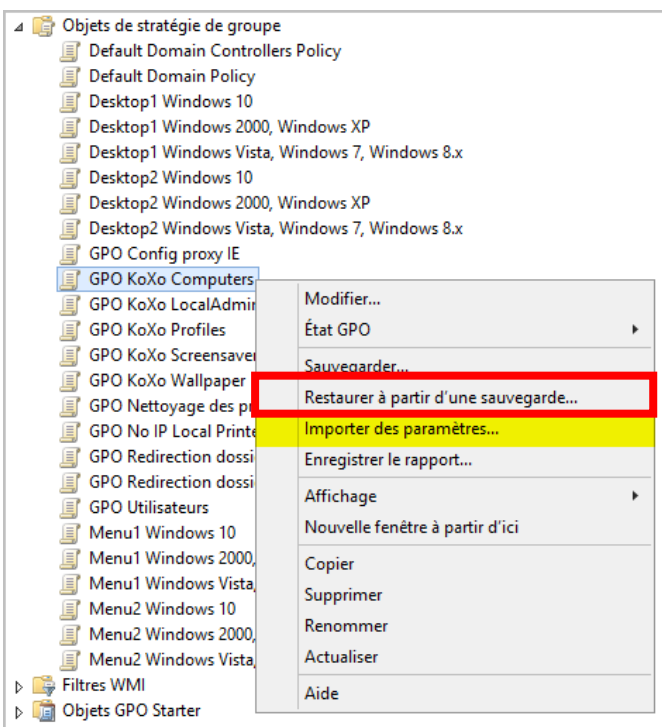 Objets de stratégie de groupe
Default Domain Controllers Policy
Default Domain Policy
Desktop1 Windows 10
Desktop1 Windows 2000, Windows XP
Desktop1 Windows Vista, Windows 7, Windows 8.x
Desktop2 Windows 10
Desktop2 Windows 2000, Windows XP
Desktop2 Windows Vista, Windows 7, Windows 8.x
GPO Config proxy IE
GPO KoXo Computers
GPO KoXo LocalAdmin
GPO KoXo Profiles
GPO KoXo Screensaver
GPO KoXo Wallpaper
GPO Nettoyage des
GPO No IP Local
GPO Redirection
GPO Redirection
GPO Utilisateurs
Menu1 Windows 10
Menu1 Windows 2000,
Menu1 Windows Vista,
Menu2 Windows 10
Menu2 Windows 2000,
Menu2 Windows Vista,
Filtres WMI
Objets GPO Starter
Modifier...
État GPO
Sauvegarder...
Restaurer à partir d'une sauvegarde...
Importer des paramètres...
Enregistrer le rapport...
Affichage
Nouvelle fenêtre à partir d'ici
Copier
Supprimer
Renommer
Actualiser
Aide